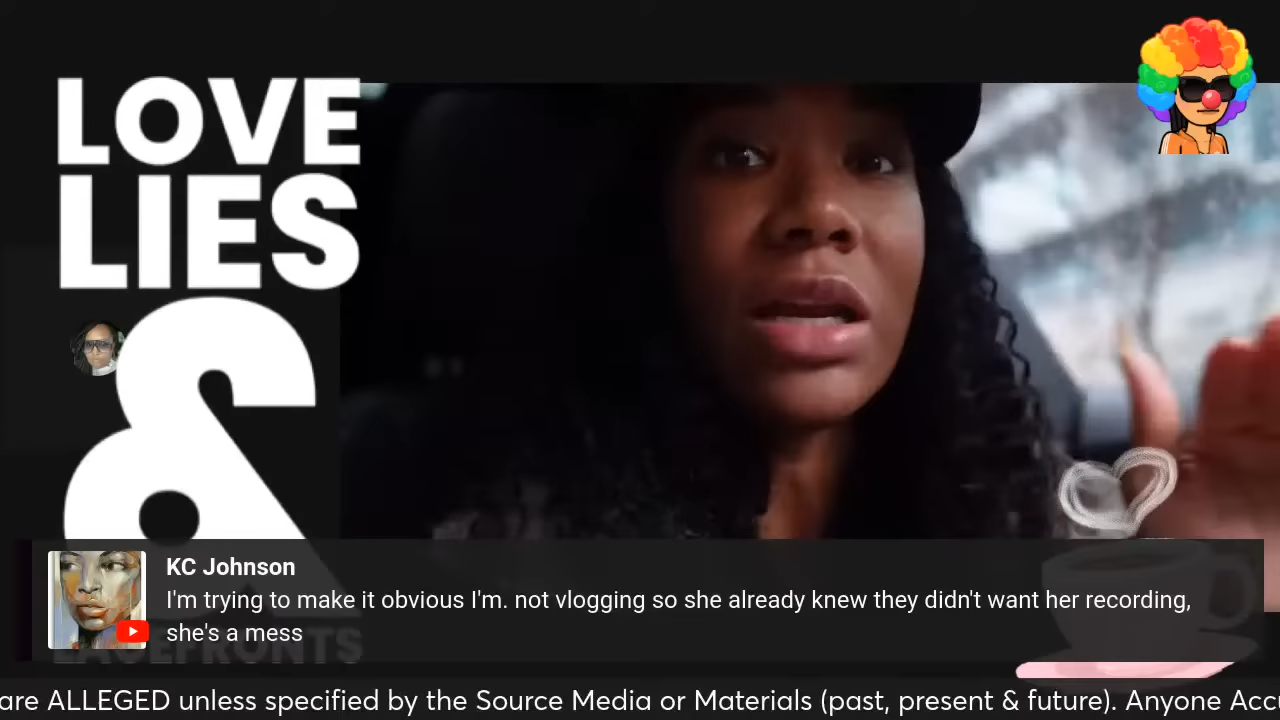 LOVE
LIES
&
KC Johnson
I'm trying to make it obvious I'm. not vlogging so she already knew they didn't want her recording,
she's a mess
LACEFRONTS
are ALLEGED unless specified by the Source Media or Materials (past, present & future). Anyone Acc